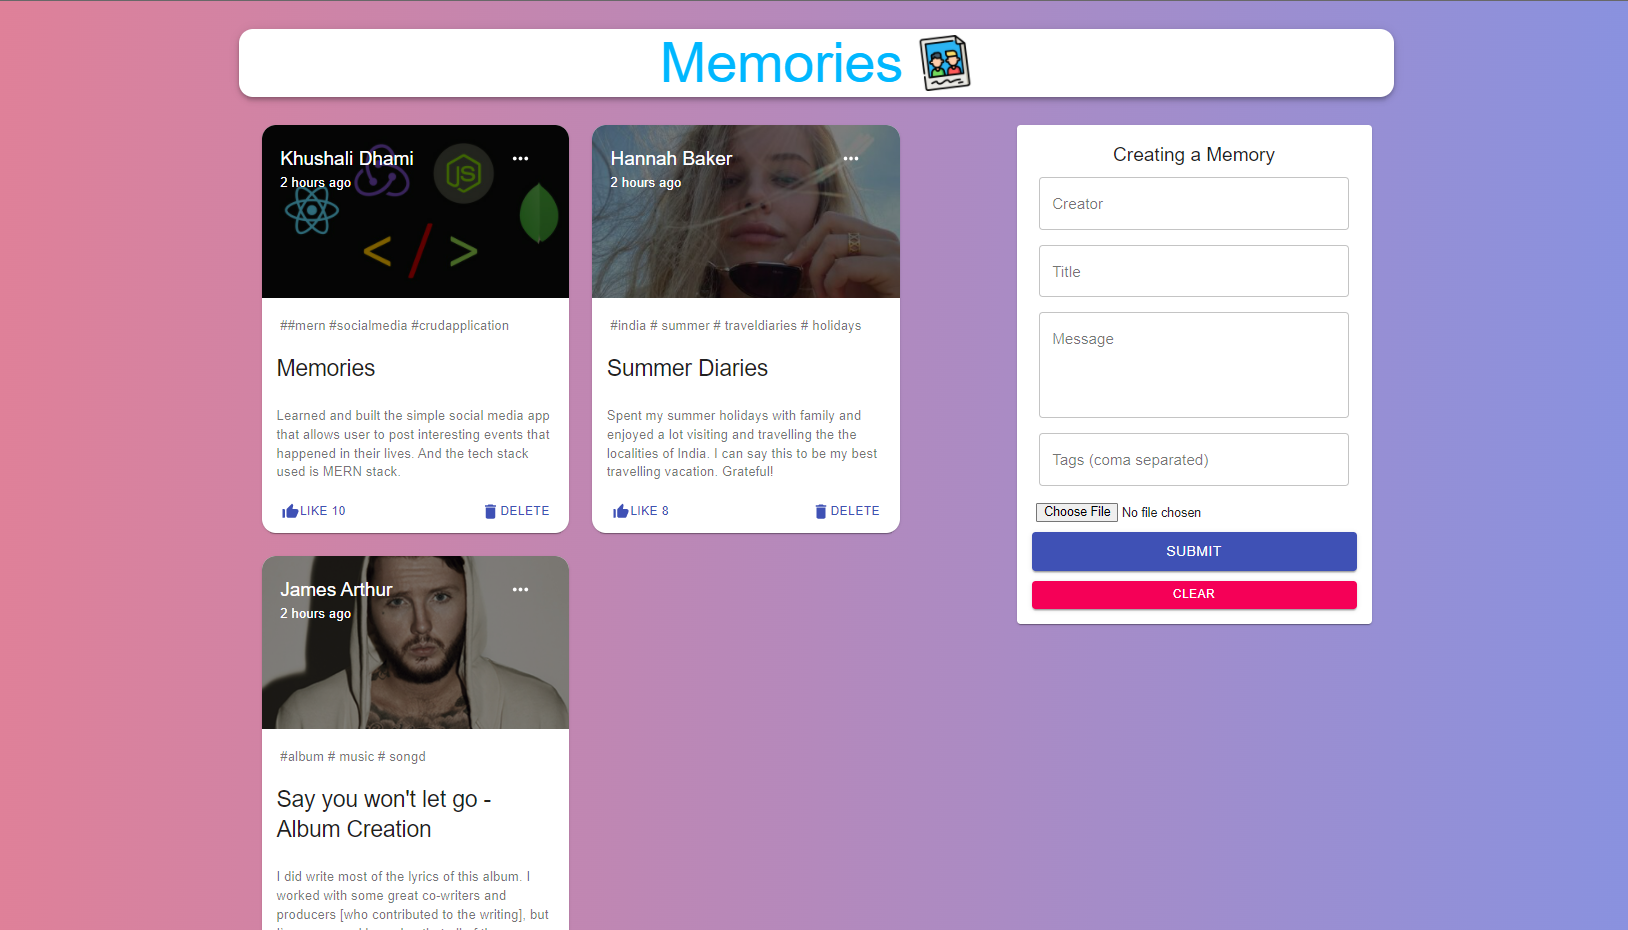 Memories
Khushali Dhami
2 hours ago
JS
##mern #socialmedia #crudapplication
Memories
Learned and built the simple social media app
that allows user to post interesting events that
happened in their lives. And the tech stack
used is MERN stack.
LIKE 10
DELETE
Hannah Baker
2 hours ago
#india # summer # traveldiaries # holidays
Summer Diaries
Spent my summer holidays with family and
enjoyed a lot visiting and travelling the the
localities of India. I can say this to be my best
travelling vacation. Grateful!
LIKE 8
DELETE
James Arthur
2 hours ago
#album # music # songd
Say you won't let go -
Album Creation
I did write most of the lyrics of this album. I
worked with some great co-writers and
producers [who contributed to the writing], but
Creating a Memory
Creator
Title
Message
Tags (coma separated)
Choose File No file chosen
SUBMIT
CLEAR